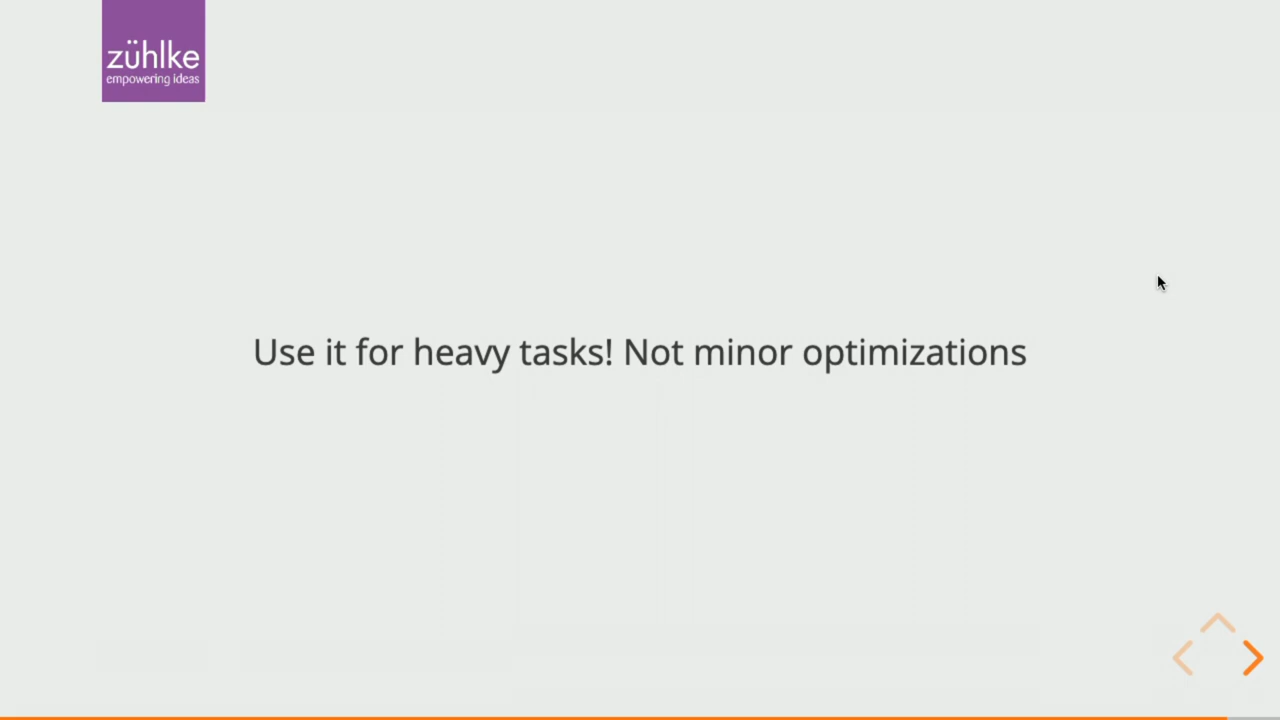 zühlke
empowering ideas
Use it for heavy tasks! Not minor optimizations